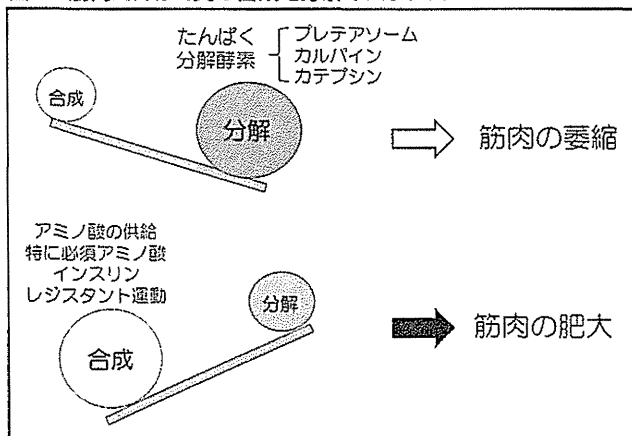 たんぱく
分解酵素
プレテアソーム
カルパイン
カテプシン
合成
分解
筋肉の萎縮
アミノ酸の供給
特に必須アミノ酸
インスリン
レジスタント運動
合成
分解
筋肉の肥大